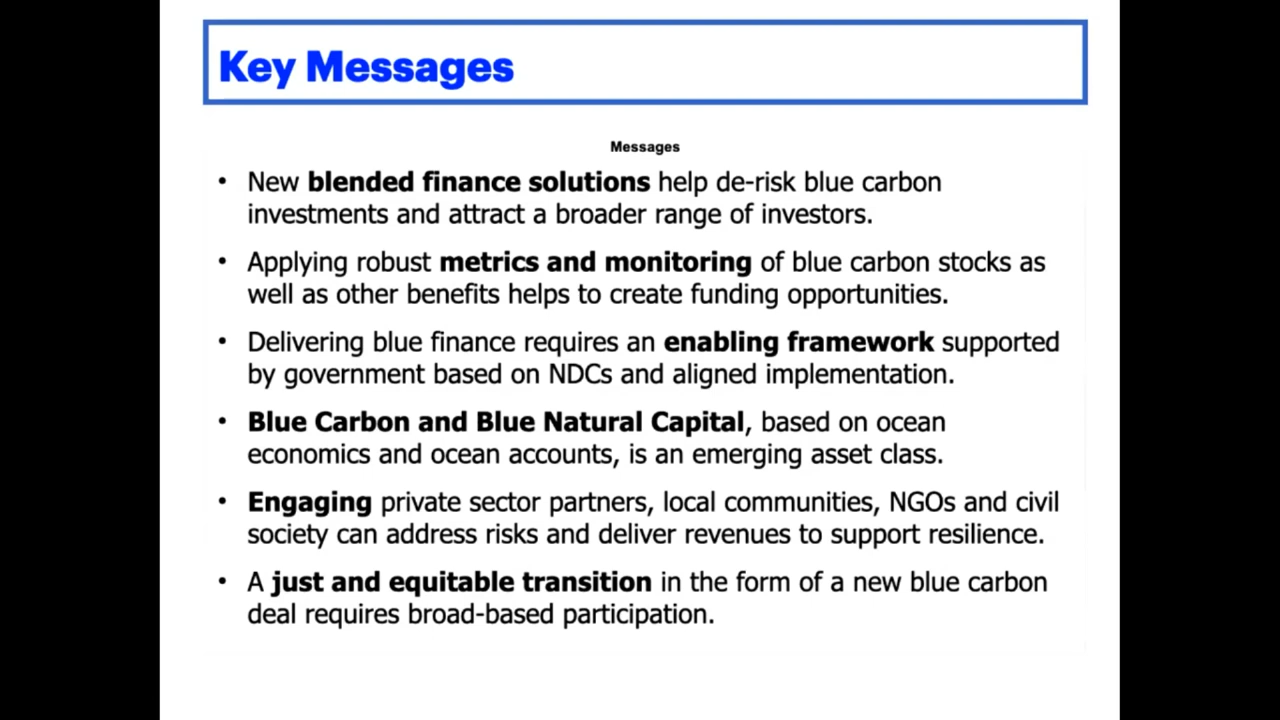 Key Messages
Messages
• New blended finance solutions help de-risk blue carbon
investments and attract a broader range of investors.
• Applying robust metrics and monitoring of blue carbon stocks as
well as other benefits helps to create funding opportunities.
• Delivering blue finance requires an enabling framework supported
by government based on NDCs and aligned implementation.
• Blue Carbon and Blue Natural Capital, based on ocean
economics and ocean accounts, is an emerging asset class.
• Engaging private sector partners, local communities, NGOs and civil
society can address risks and deliver revenues to support resilience.
• A just and equitable transition in the form of a new blue carbon
deal requires broad-based participation.